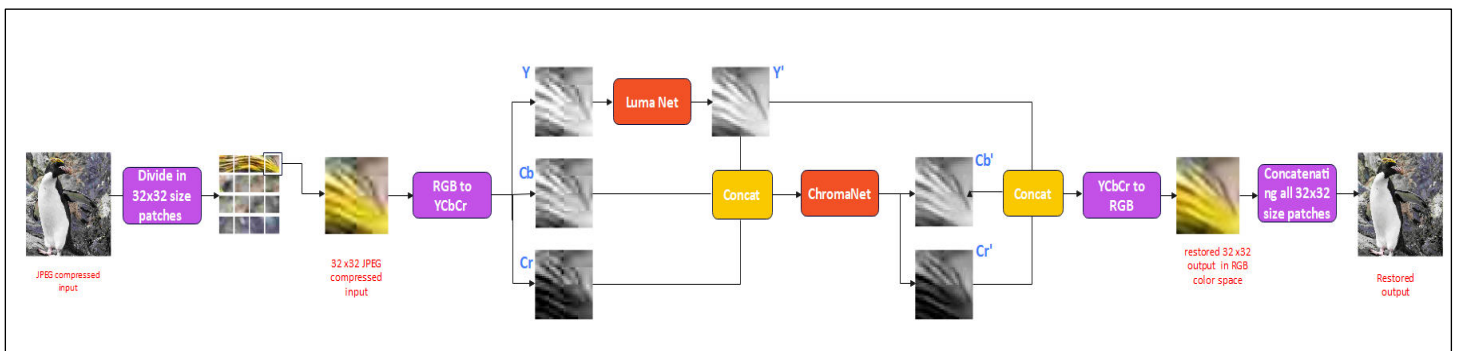 JPEG compressed
input
Divide in
32x32 size
patches
32 x32 JPEG
compressed
input
RGB to
YCbCr
Y
Cb
Cr
Luma Net
Y'
Concat
ChromaNet
Cb'
Cr'
Concat
YCbCr to
RGB
restored 32 x32
output in RGB
color space
Concatenati
ng all 32x32
size patches
Restored
output